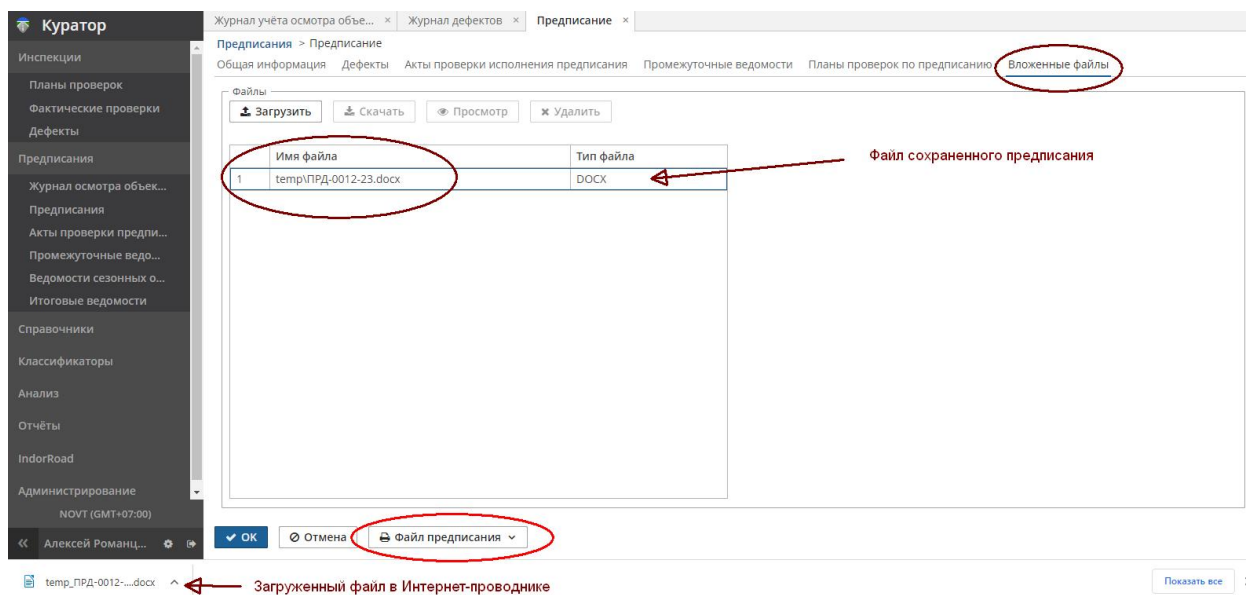 Куратор
Журнал учёта осмотра объе... × Журнал дефектов × Предписание ×
Предписания > Предписание
Общая информация Дефекты Акты проверки исполнения предписания Промежуточные ведомости Планы проверок по предписанию Вложенные файлы
Инспекции
Планы проверок
Фактические проверки
Дефекты
Предписания
Журнал осмотра объек...
Предписания
Акты проверки предпи...
Промежуточные ведо...
Ведомости сезонных о...
Итоговые ведомости
Справочники
Классификаторы
Анализ
Отчёты
IndorRoad
Администрирование
NOVT (GMT+07:00)
Алексей Романц...
Файлы
Загрузить Скачать Просмотр Удалить
Имя файла Тип файла
1 temp\ПРД-0012-23.docx DOCX
Файл сохраненного предписания
ОК Отмена Файл предписания
temp_ПРД-0012-....docx
Загруженный файл в Интернет-проводнике
Показать все